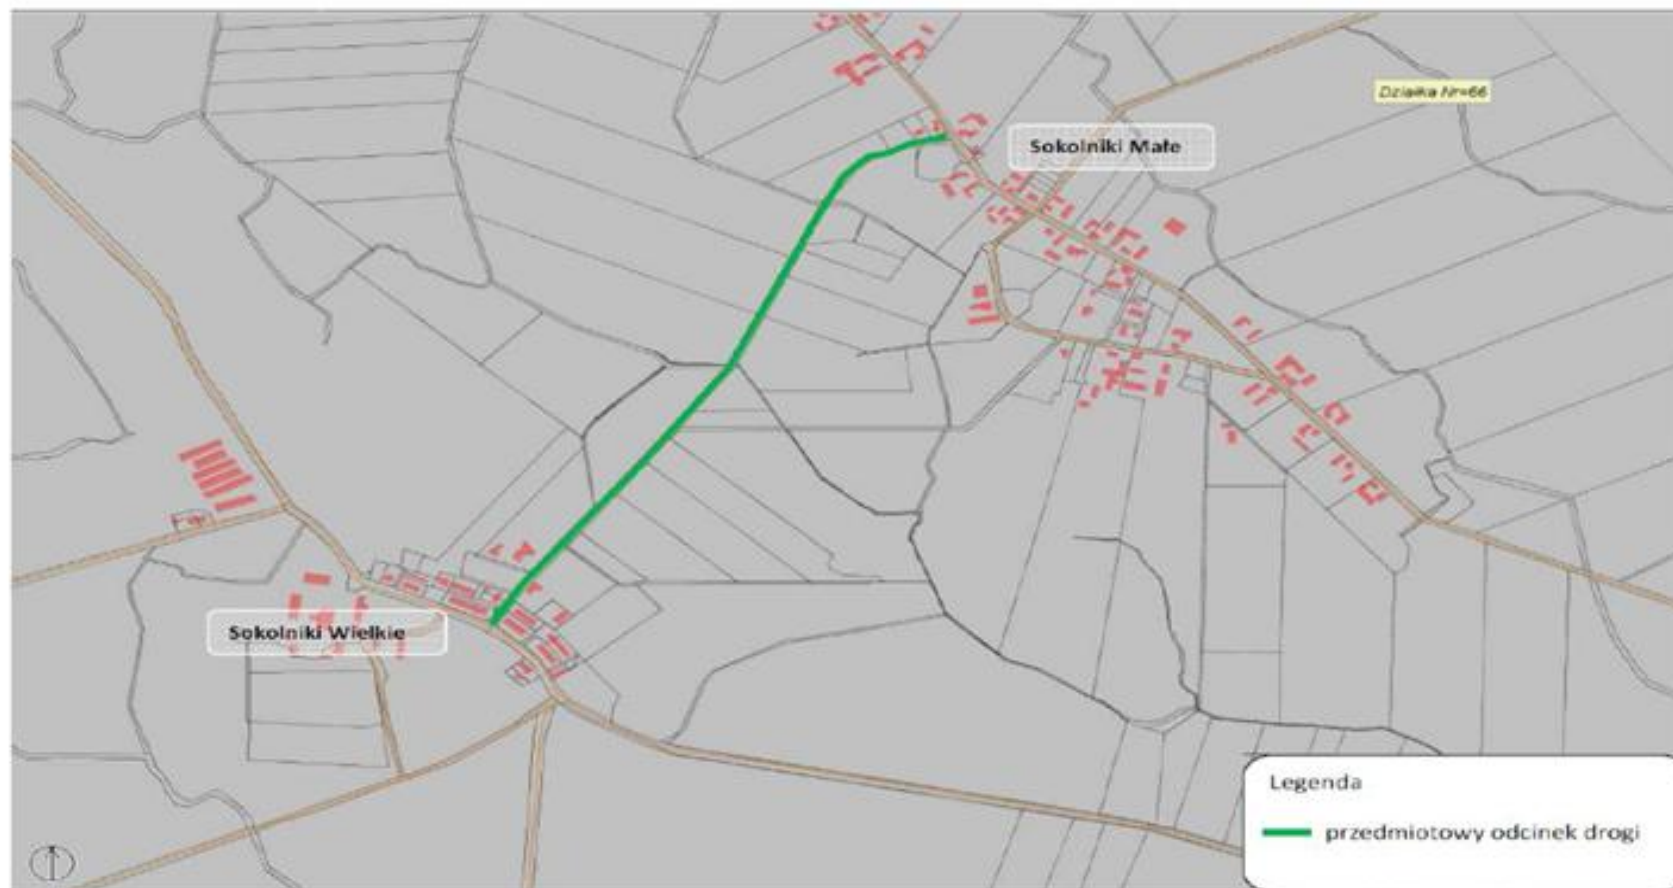 Działka Nr=66
Sokolniki Małe
Sokolniki Wielkie
Legenda
przedmiotowy odcinek drogi